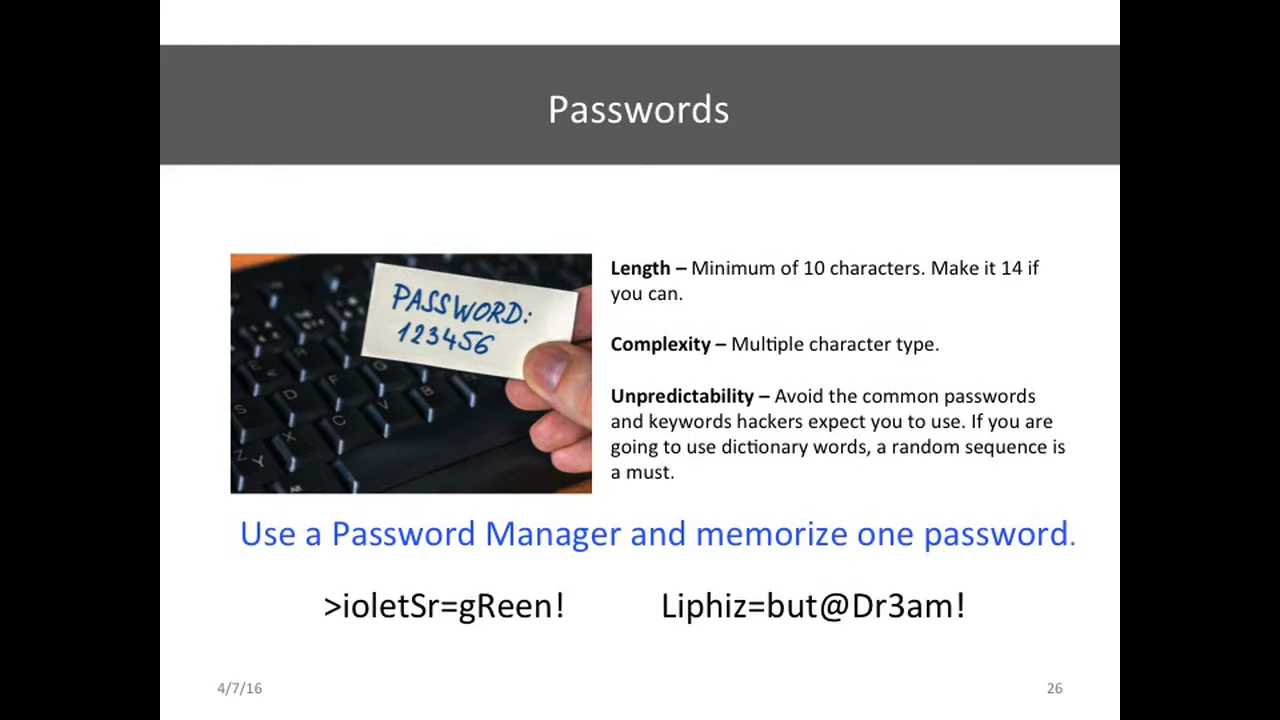 Passwords
PASSWORD:
123456
Length – Minimum of 10 characters. Make it 14 if
you can.
Complexity – Multiple character type.
Unpredictability – Avoid the common passwords
and keywords hackers expect you to use. If you are
going to use dictionary words, a random sequence is
a must.
Use a Password Manager and memorize one password.
>ioletSr=gReen! Liphiz=but@Dr3am!
4/7/16 26